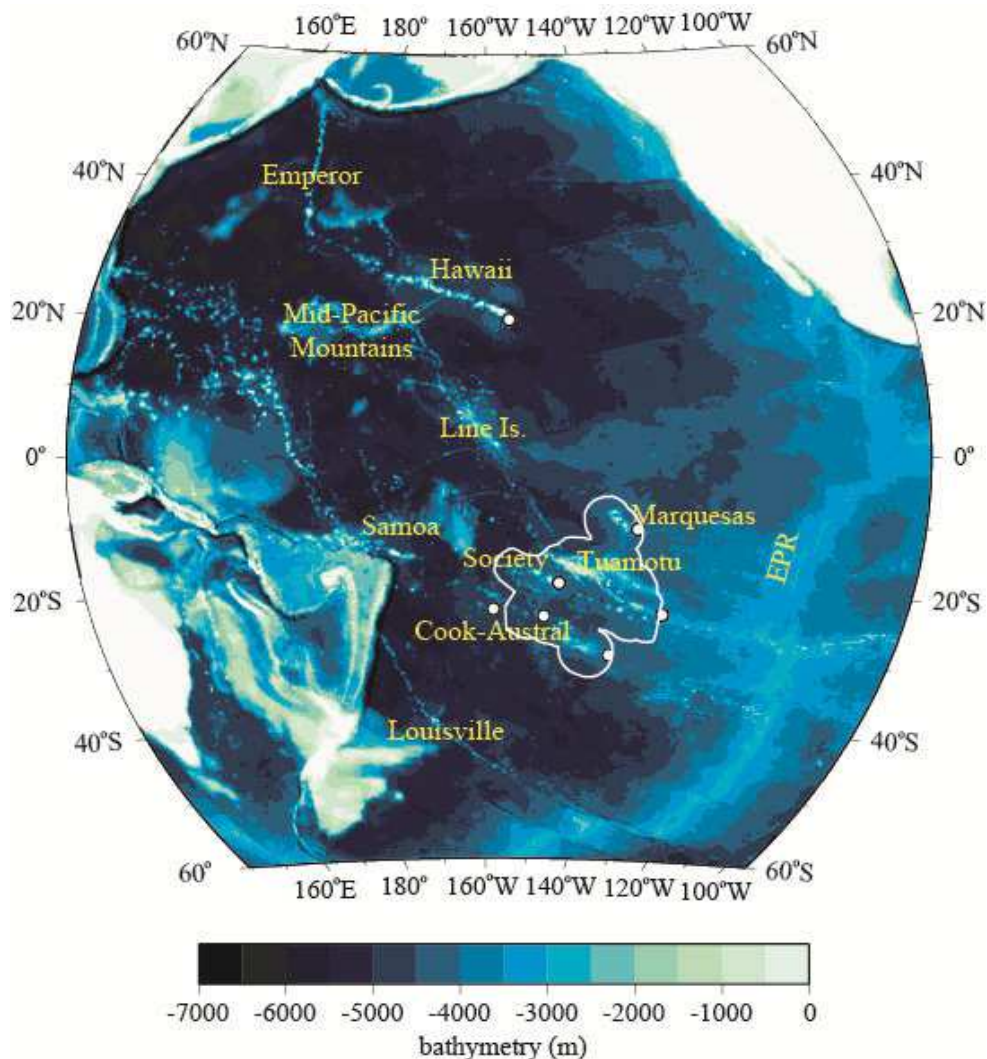 160°E 180° 160°W 140°W 120°W 100°W
60°N 60°N
40°N 40°N
Emperor
Hawaii
20°N 20°N
Mid-Pacific
Mountains
Line Is.
0° 0°
Marquesas
Samoa
Society Tuamotu
EPR
20°S 20°S
Cook-Austral
Louisville
40°S 40°S
60° 60°S
160°E 180° 160°W 140°W 120°W 100°W
-7000 -6000 -5000 -4000 -3000 -2000 -1000 0
bathymetry (m)